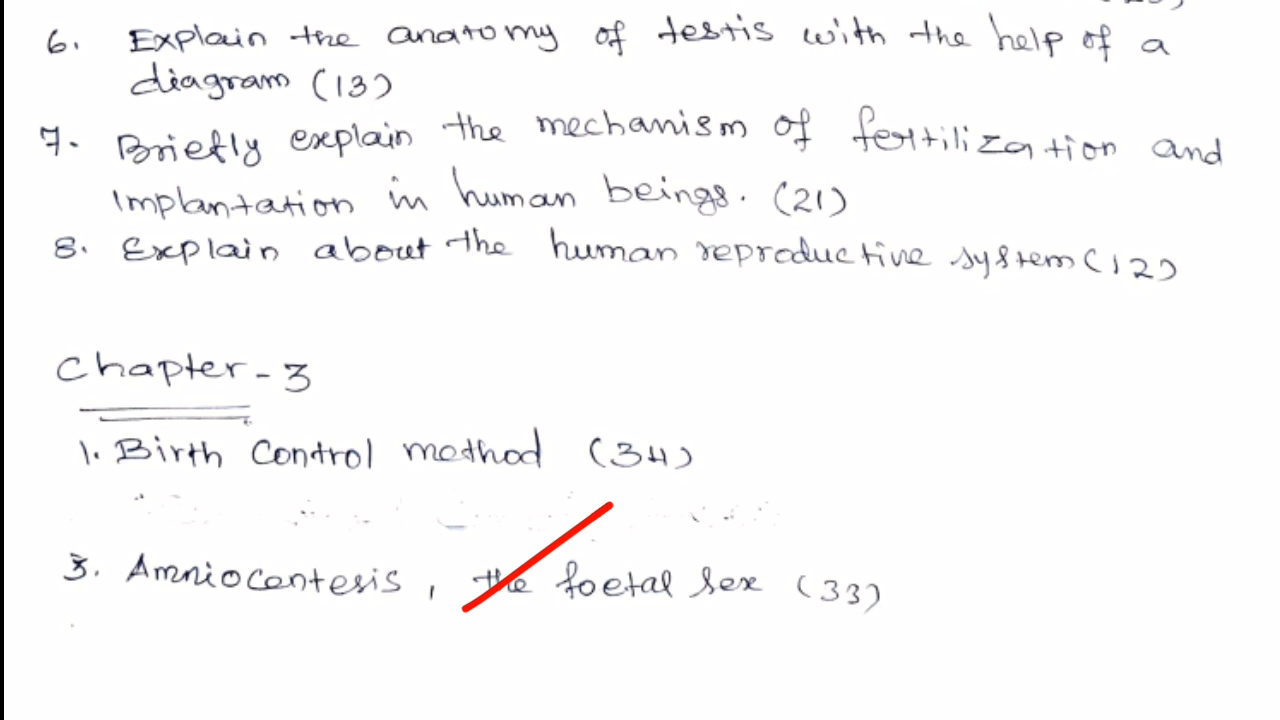 6. Explain the anatomy of testis with the help of a
diagram (13)
7. Briefly explain the mechanism of fertilization and
implantation in human beings. (21)
8. Explain about the human reproductive system (12)
Chapter - 3
1. Birth Control method (34)
3. Amniocentesis, the foetal sex (33)